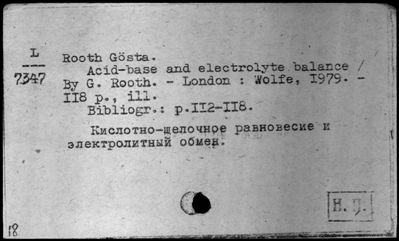 L
7347
Rooth Gösta.
Acid-base and electrolyte balance /
By G. Rooth. - London : Wolfe, 1979. -
118 p., ill.
Bibliogr.: p.112-118.
Кислотно-щелочное равновесие и
электролитный обмен.
Н. П.
18